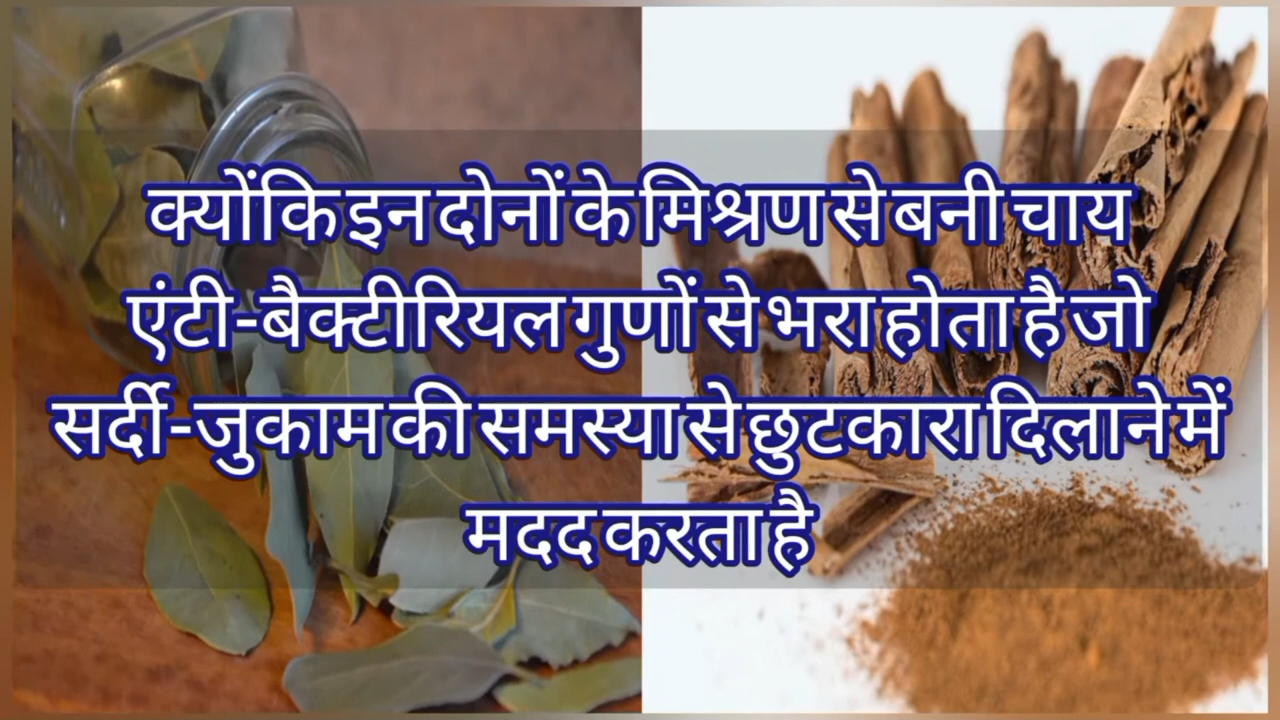 क्योंकि इन दोनों के मिश्रण से बनी चाय
एंटी-बैक्टीरियल गुणों से भरा होता है जो
सर्दी-जुकाम की समस्या से छुटकारा दिलाने में
मदद करता है